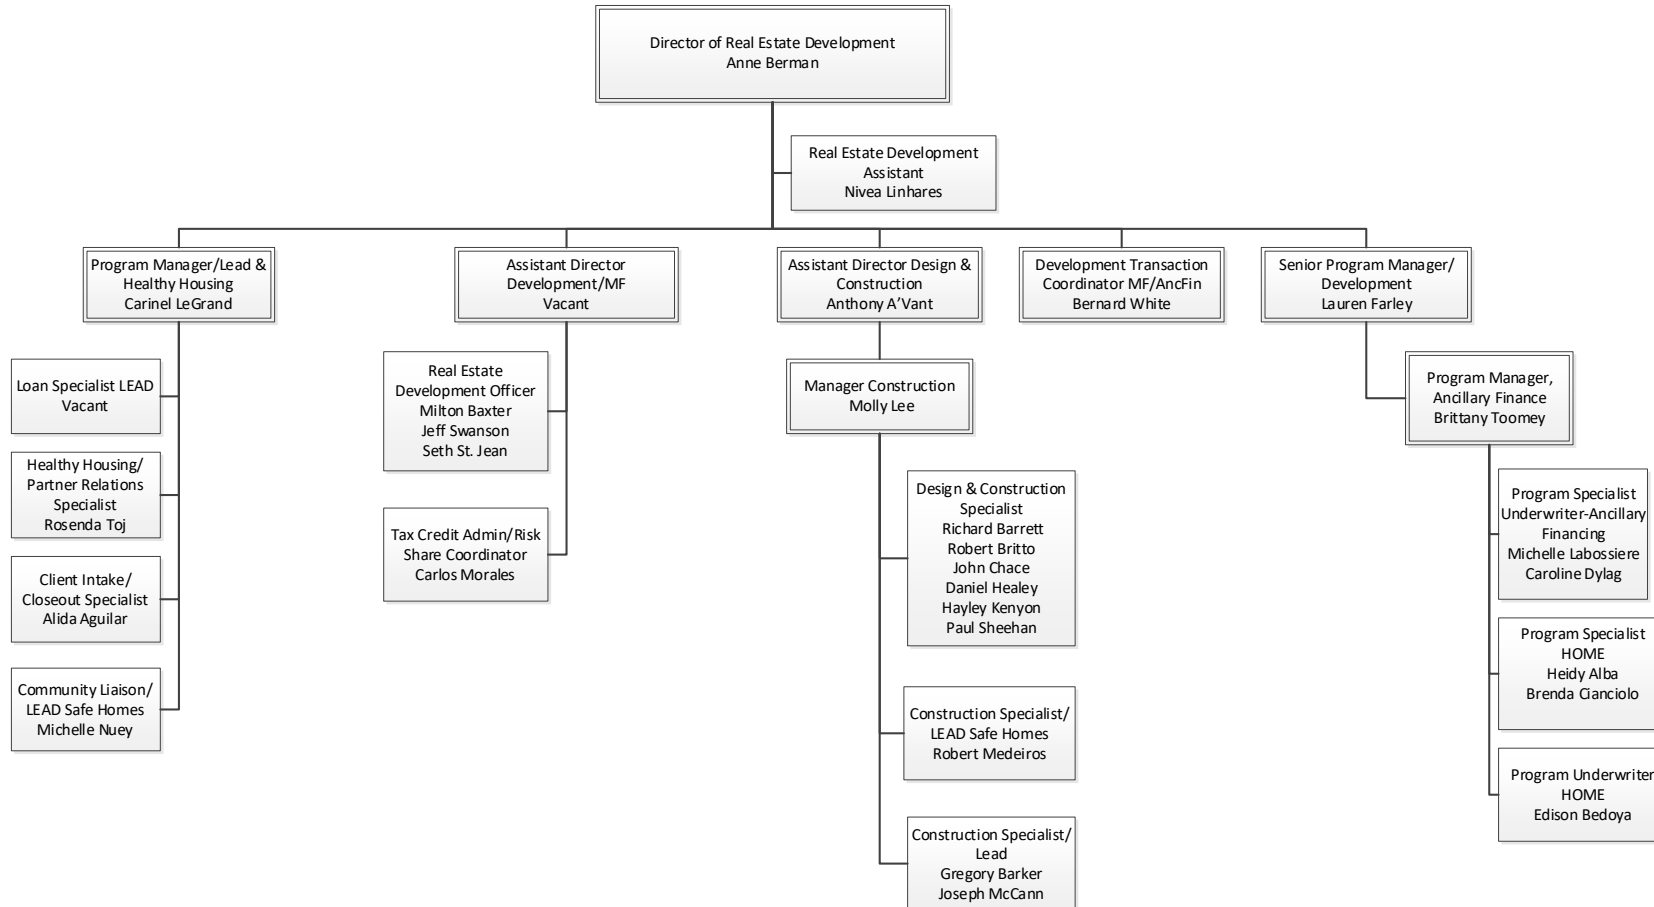 Director of Real Estate Development
Anne Berman
Real Estate Development
Assistant
Nivea Linhares
Program Manager/Lead &
Healthy Housing
Carinel LeGrand
Assistant Director
Development/MF
Vacant
Assistant Director Design &
Construction
Anthony A’Vant
Development Transaction
Coordinator MF/AncFin
Bernard White
Senior Program Manager/
Development
Lauren Farley
Loan Specialist LEAD
Vacant
Healthy Housing/
Partner Relations
Specialist
Rosenda Toj
Client Intake/
Closeout Specialist
Alida Aguilar
Community Liaison/
LEAD Safe Homes
Michelle Nuey
Real Estate
Development Officer
Milton Baxter
Jeff Swanson
Seth St. Jean
Tax Credit Admin/Risk
Share Coordinator
Carlos Morales
Manager Construction
Molly Lee
Design & Construction
Specialist
Richard Barrett
Robert Britto
John Chace
Daniel Healey
Hayley Kenyon
Paul Sheehan
Construction Specialist/
LEAD Safe Homes
Robert Medeiros
Construction Specialist/
Lead
Gregory Barker
Joseph McCann
Program Manager,
Ancillary Finance
Brittany Toomey
Program Specialist
Underwriter-Ancillary
Financing
Michelle Labossiere
Caroline Dylag
Program Specialist
HOME
Heidy Alba
Brenda Cianciolo
Program Underwriter
HOME
Edison Bedoya